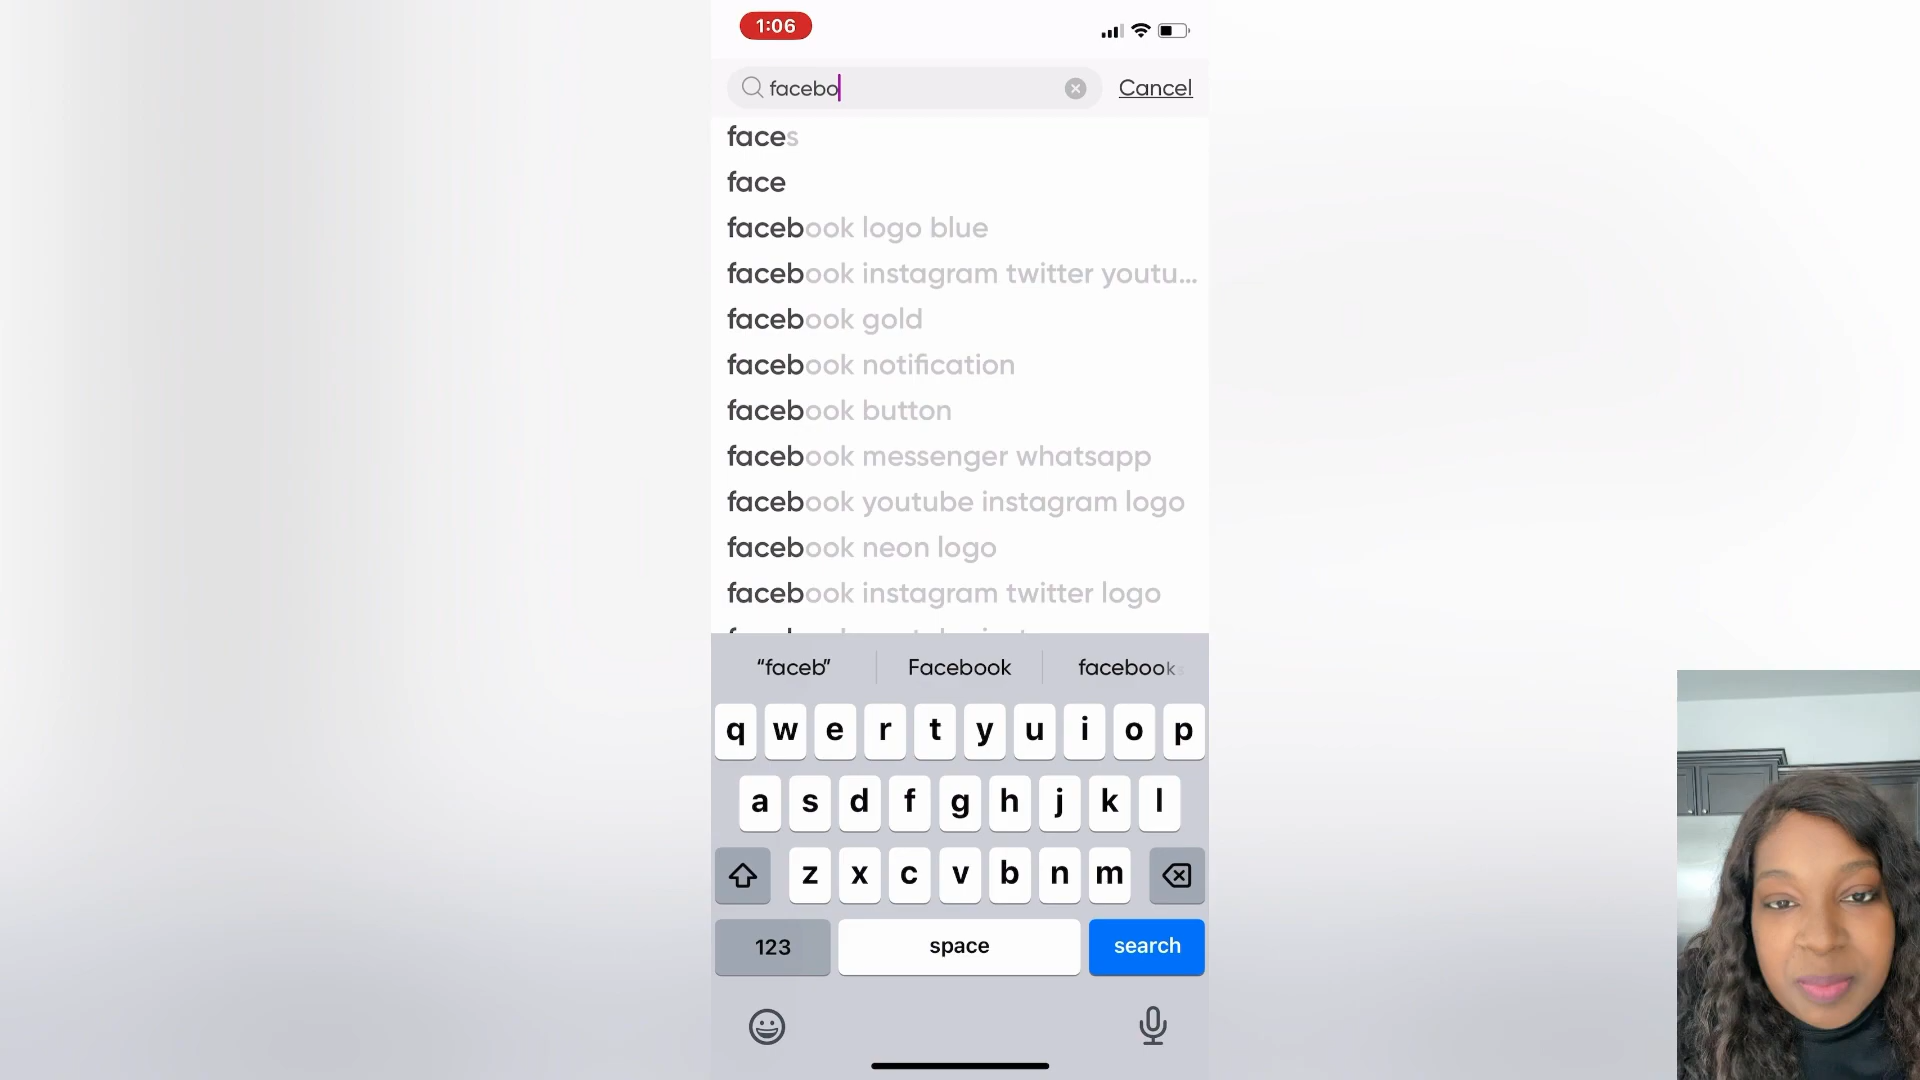 1:06
facebo
Cancel
faces
face
facebook logo blue
facebook instagram twitter youtu...
facebook gold
facebook notification
facebook button
facebook messenger whatsapp
facebook youtube instagram logo
facebook neon logo
facebook instagram twitter logo
“faceb” Facebook facebooks
q w e r t y u i o p
a s d f g h j k l
z x c v b n m
123 space search